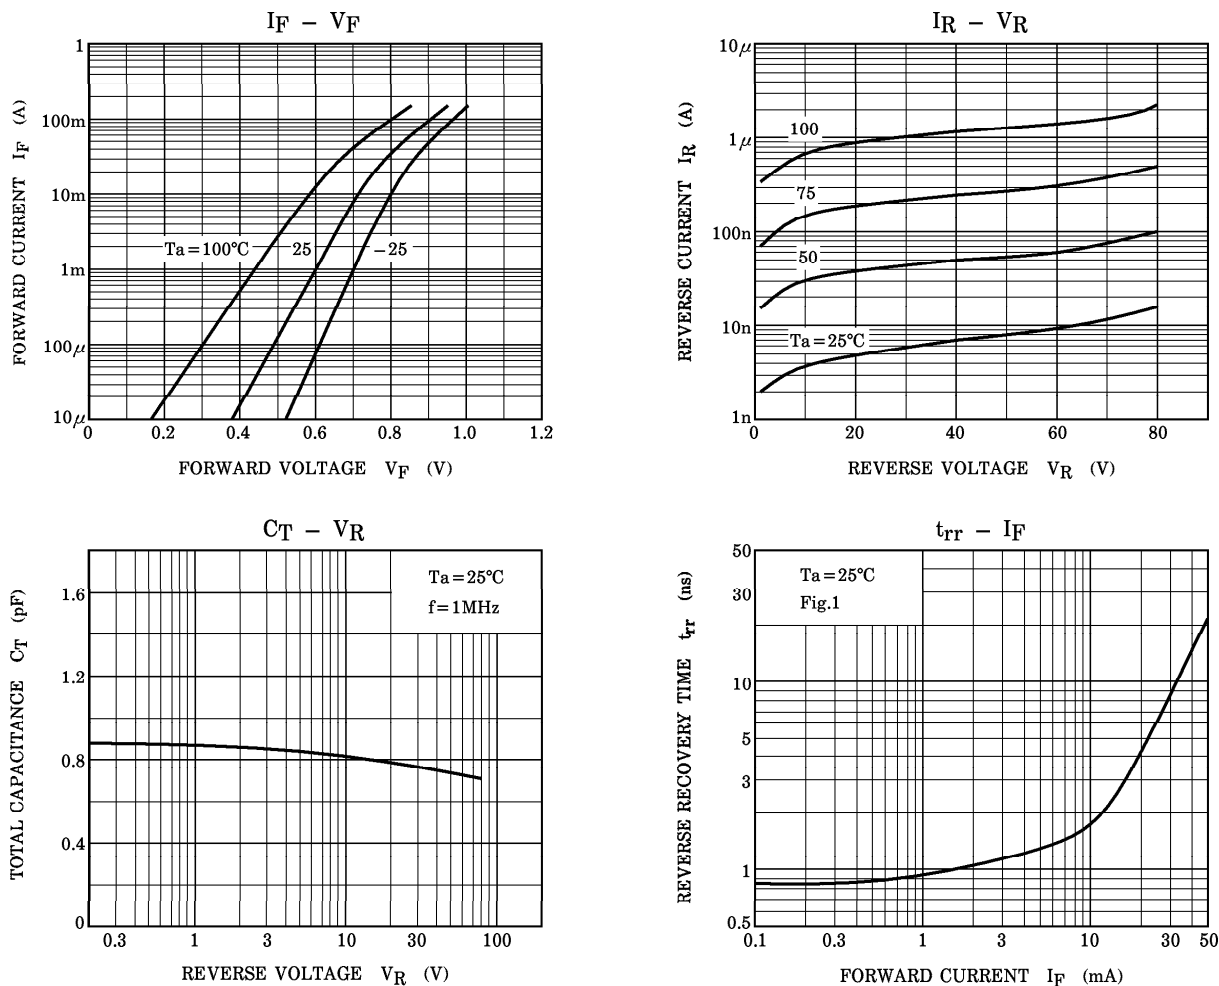 IF − VF
FORWARD CURRENT IF (A)
1
100m
10m
1m
100μ
10μ
Ta=100°C
25
−25
0
0.2
0.4
0.6
0.8
1.0
1.2
FORWARD VOLTAGE VF (V)
IR − VR
REVERSE CURRENT IR (A)
10μ
1μ
100n
10n
1n
100
75
50
Ta=25°C
0
20
40
60
80
REVERSE VOLTAGE VR (V)
CT − VR
TOTAL CAPACITANCE CT (pF)
1.6
1.2
0.8
0.4
0
Ta=25°C
f=1MHz
0.3
1
3
10
30
100
REVERSE VOLTAGE VR (V)
trr − IF
REVERSE RECOVERY TIME trr (ns)
50
30
10
5
3
1
0.5
Ta=25°C
Fig.1
0.1
0.3
1
3
10
30
50
FORWARD CURRENT IF (mA)